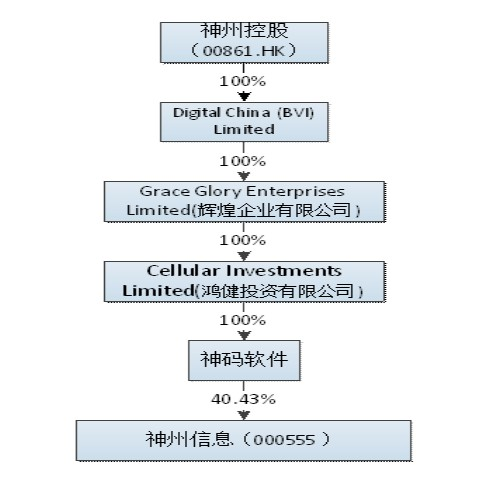 神州控股
（00861.HK）
100%
Digital China (BVI)
Limited
100%
Grace Glory Enterprises
Limited(辉煌企业有限公司)
100%
Cellular Investments
Limited(鸿健投资有限公司)
100%
神码软件
40.43%
神州信息（000555）